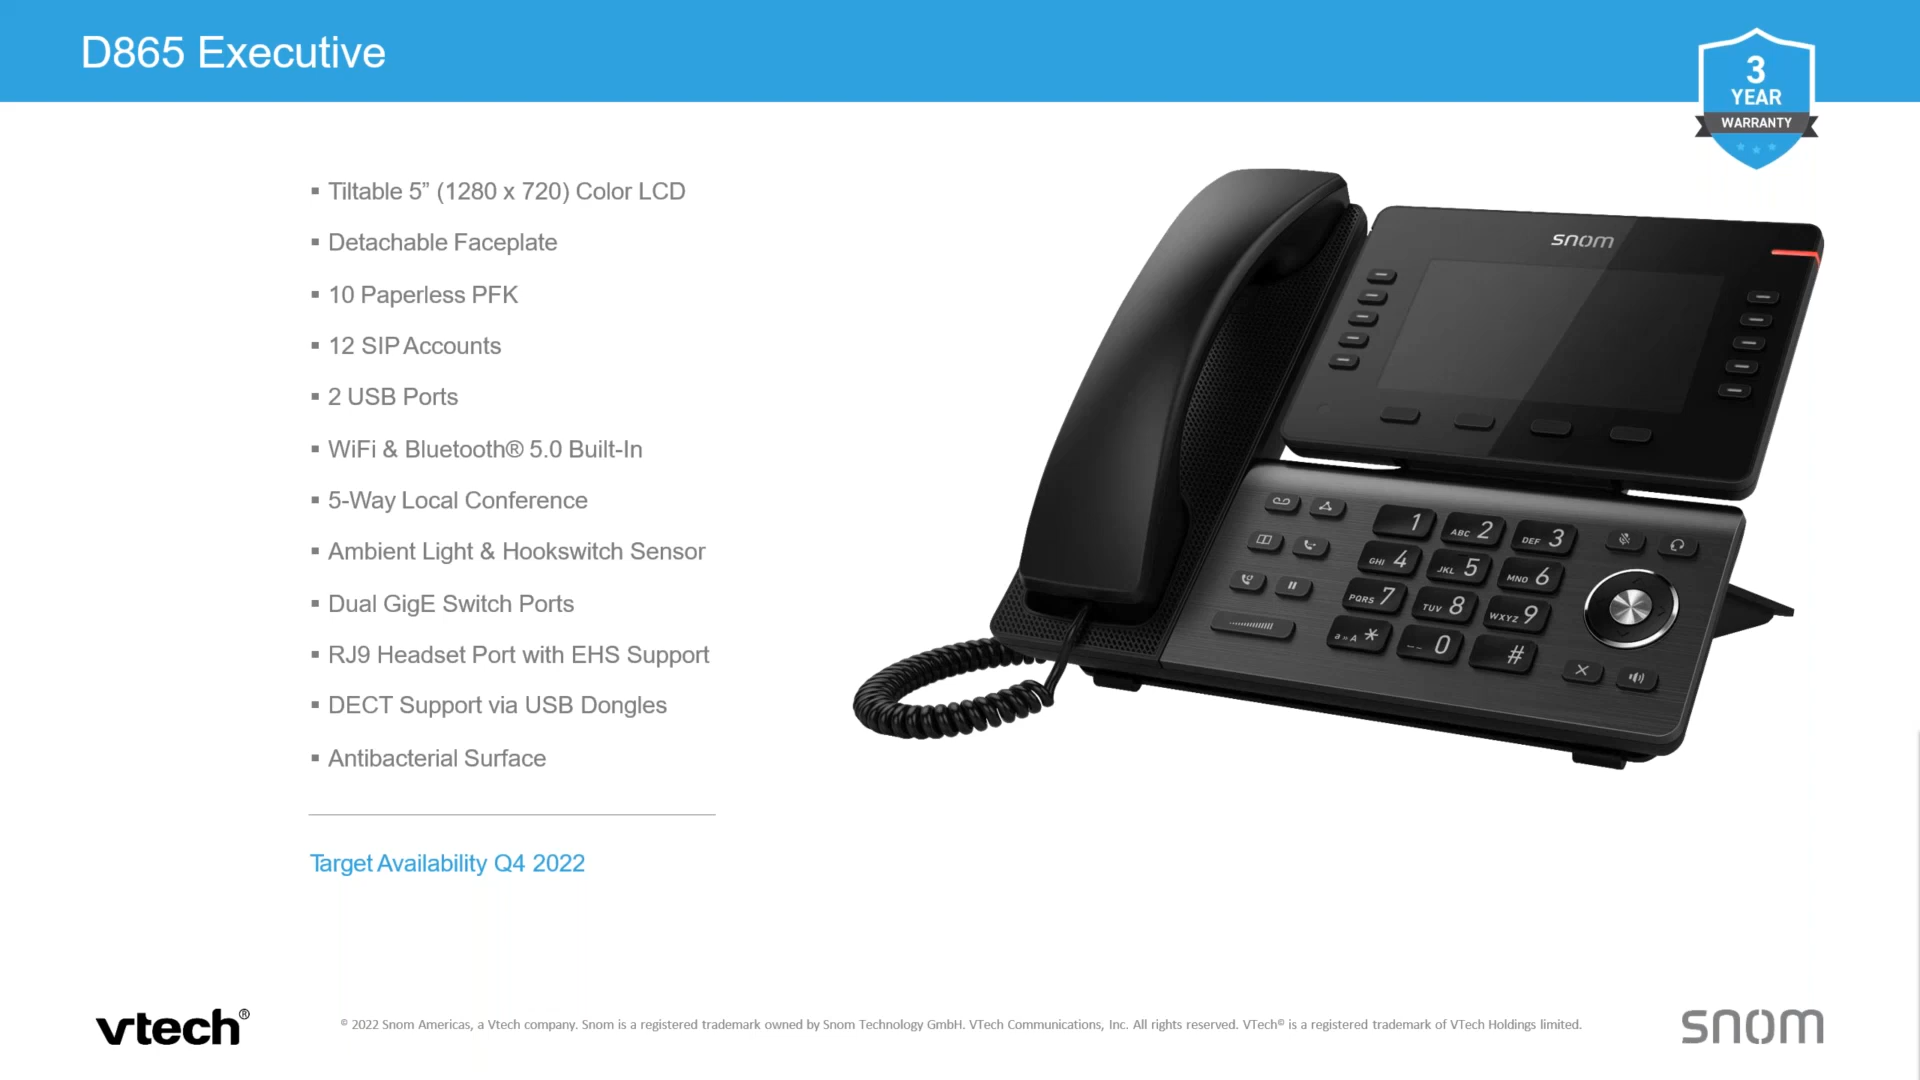 D865 Executive
3
YEAR
WARRANTY
▪ Tiltable 5” (1280 x 720) Color LCD
▪ Detachable Faceplate
▪ 10 Paperless PFK
▪ 12 SIP Accounts
▪ 2 USB Ports
▪ WiFi & Bluetooth® 5.0 Built-In
▪ 5-Way Local Conference
▪ Ambient Light & Hookswitch Sensor
▪ Dual GigE Switch Ports
▪ RJ9 Headset Port with EHS Support
▪ DECT Support via USB Dongles
▪ Antibacterial Surface
Target Availability Q4 2022
snom
1 ABC 2 DEF 3
GHI 4 JKL 5 MNO 6
PQRS 7 TUV 8 WXYZ 9
a » A * 0 #
vtech®
© 2022 Snom Americas, a Vtech company. Snom is a registered trademark owned by Snom Technology GmbH. VTech Communications, Inc. All rights reserved. VTech® is a registered trademark of VTech Holdings limited.
snom